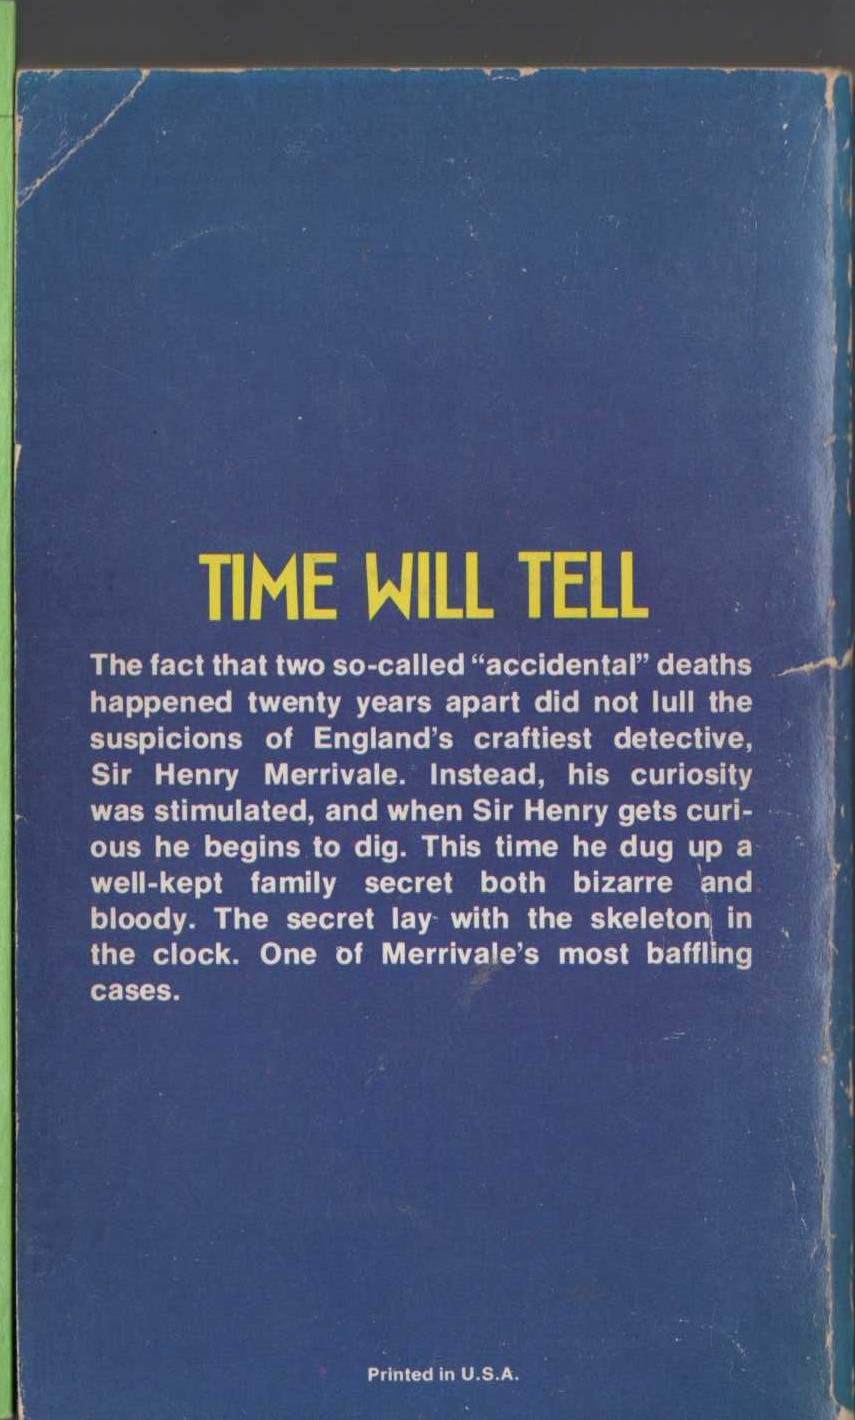 TIME WILL TELL
The fact that two so-called “accidental” deaths
happened twenty years apart did not lull the
suspicions of England’s craftiest detective,
Sir Henry Merrivale. Instead, his curiosity
was stimulated, and when Sir Henry gets curi-
ous he begins to dig. This time he dug up a
well-kept family secret both bizarre and
bloody. The secret lay with the skeleton in
the clock. One of Merrivale’s most baffling
cases.
Printed in U.S.A.